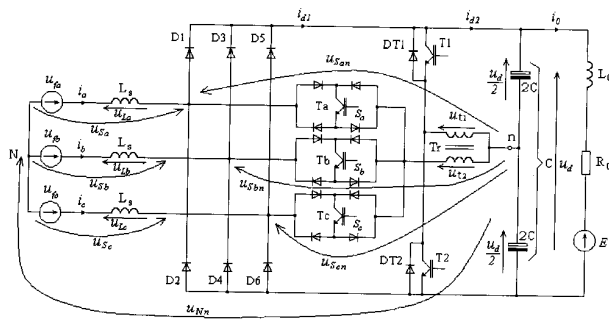 i_d1
i_d2
i_0
D1
D3
D5
DT1
T1
u_San
u_d/2
2C
L_0
u_fa
i_a
L_s
u_La
u_Sa
Ta
S_a
u_t1
n
Tr
u_t2
N
u_fb
i_b
L_s
u_Lb
u_Sb
Tb
S_b
u_Sbn
C
u_d
R_0
i_c
L_s
u_Lc
u_Sc
Tc
S_c
u_Scn
DT2
T2
u_d/2
2C
E
D2
D4
D6
u_Nn